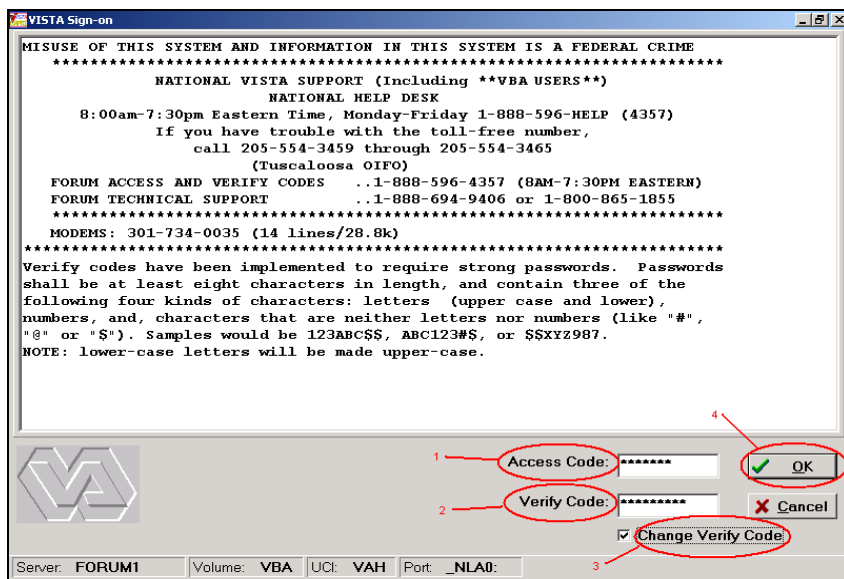 VISTA Sign-on
MISUSE OF THIS SYSTEM AND INFORMATION IN THIS SYSTEM IS A FEDERAL CRIME
***********************************************************************
NATIONAL VISTA SUPPORT (Including **VBA USERS**)
NATIONAL HELP DESK
8:00am-7:30pm Eastern Time, Monday-Friday 1-888-596-HELP (4357)
If you have trouble with the toll-free number,
call 205-554-3459 through 205-554-3465
(Tuscaloosa OIFO)
FORUM ACCESS AND VERIFY CODES ..1-888-596-4357 (8AM-7:30PM EASTERN)
FORUM TECHNICAL SUPPORT ..1-888-694-9406 or 1-800-865-1855
***********************************************************************
MODEMS: 301-734-0035 (14 lines/28.8k)
**************************************************************************
Verify codes have been implemented to require strong passwords. Passwords
shall be at least eight characters in length, and contain three of the
following four kinds of characters: letters (upper case and lower),
numbers, and, characters that are neither letters nor numbers (like "#",
"@" or "$"). Samples would be 123ABC$$, ABC123#$, or $$XYZ987.
NOTE: lower-case letters will be made upper-case.
4
1 Access Code: ******* OK
2 Verify Code: ********* Cancel
Change Verify Code
3
VA
Server: FORUM1 Volume: VBA UCI: VAH Port: _NLA0: